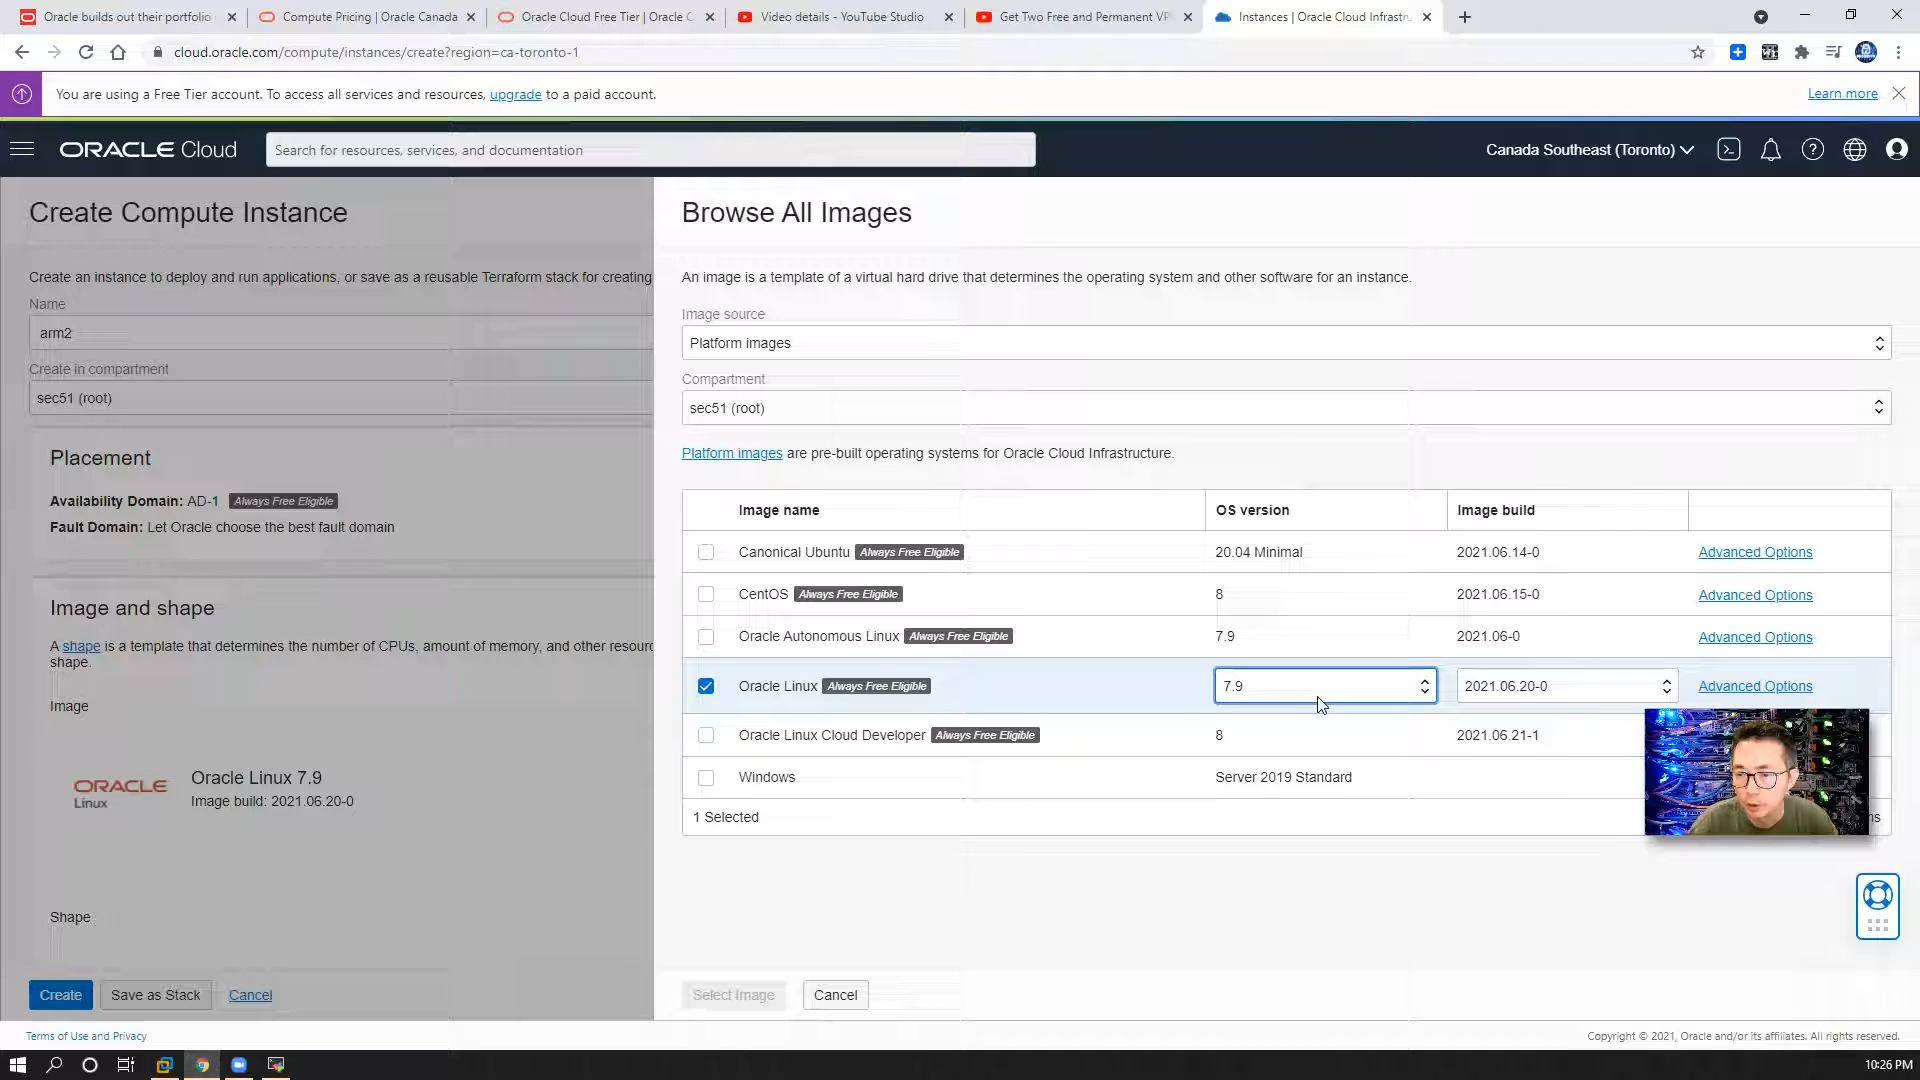 Oracle builds out their portfolio
Compute Pricing | Oracle Canada
Oracle Cloud Free Tier | Oracle C
Video details - YouTube Studio
Get Two Free and Permanent VP
Instances | Oracle Cloud Infrastru
cloud.oracle.com/compute/instances/create?region=ca-toronto-1
You are using a Free Tier account. To access all services and resources, upgrade to a paid account.
Learn more
ORACLE Cloud
Search for resources, services, and documentation
Canada Southeast (Toronto)
Create Compute Instance
Create an instance to deploy and run applications, or save as a reusable Terraform stack for creating
Name
arm2
Create in compartment
sec51 (root)
Placement
Availability Domain: AD-1 Always Free Eligible
Fault Domain: Let Oracle choose the best fault domain
Image and shape
A shape is a template that determines the number of CPUs, amount of memory, and other resourc
shape.
Image
ORACLE
Linux
Oracle Linux 7.9
Image build: 2021.06.20-0
Shape
Create
Save as Stack
Cancel
Browse All Images
An image is a template of a virtual hard drive that determines the operating system and other software for an instance.
Image source
Platform images
Compartment
sec51 (root)
Platform images are pre-built operating systems for Oracle Cloud Infrastructure.
Image name OS version Image build
Canonical Ubuntu Always Free Eligible 20.04 Minimal 2021.06.14-0 Advanced Options
CentOS Always Free Eligible 8 2021.06.15-0 Advanced Options
Oracle Autonomous Linux Always Free Eligible 7.9 2021.06-0 Advanced Options
Oracle Linux Always Free Eligible 7.9 2021.06.20-0 Advanced Options
Oracle Linux Cloud Developer Always Free Eligible 8 2021.06.21-1
Windows Server 2019 Standard
1 Selected
Select Image
Cancel
Terms of Use and Privacy
Copyright © 2021, Oracle and/or its affiliates. All rights reserved.
10:26 PM